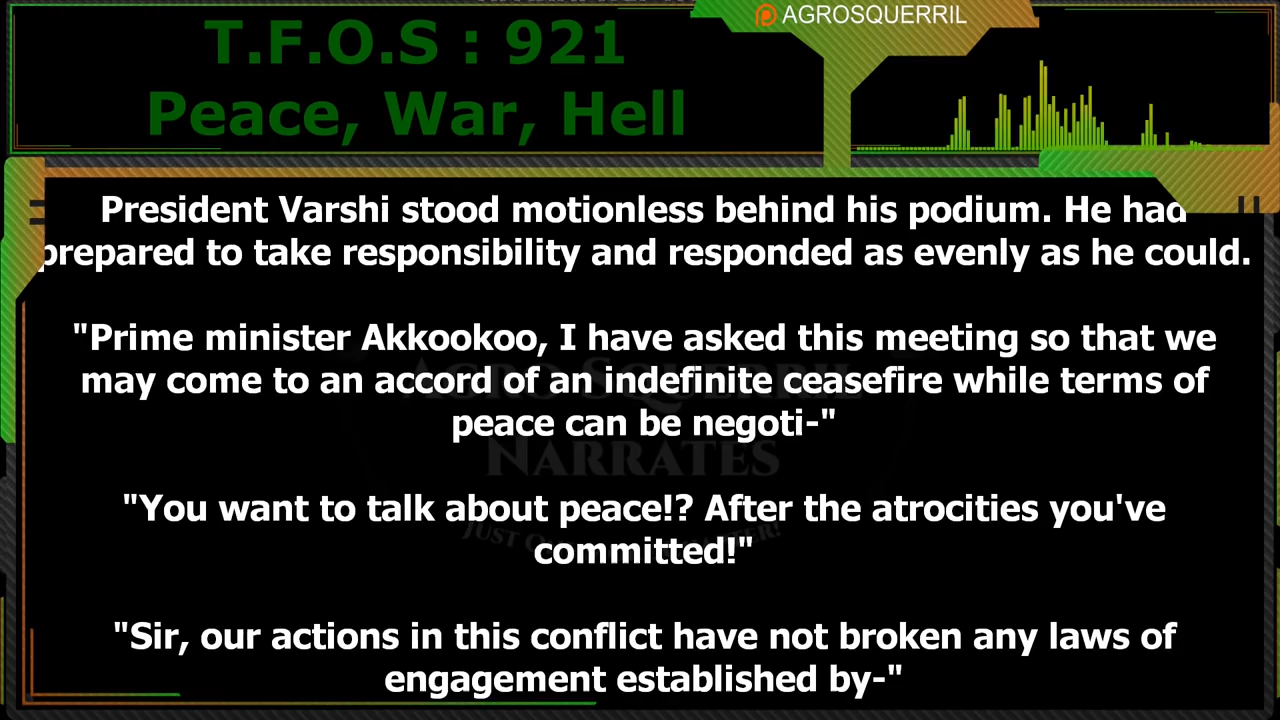 AGROSQUERRIL
T.F.O.S : 921
Peace, War, Hell
President Varshi stood motionless behind his podium. He had
prepared to take responsibility and responded as evenly as he could.
"Prime minister Akkookoo, I have asked this meeting so that we
may come to an accord of an indefinite ceasefire while terms of
peace can be negoti-"
"You want to talk about peace!? After the atrocities you've
committed!"
"Sir, our actions in this conflict have not broken any laws of
engagement established by-"
Agro Squerril
Narrates